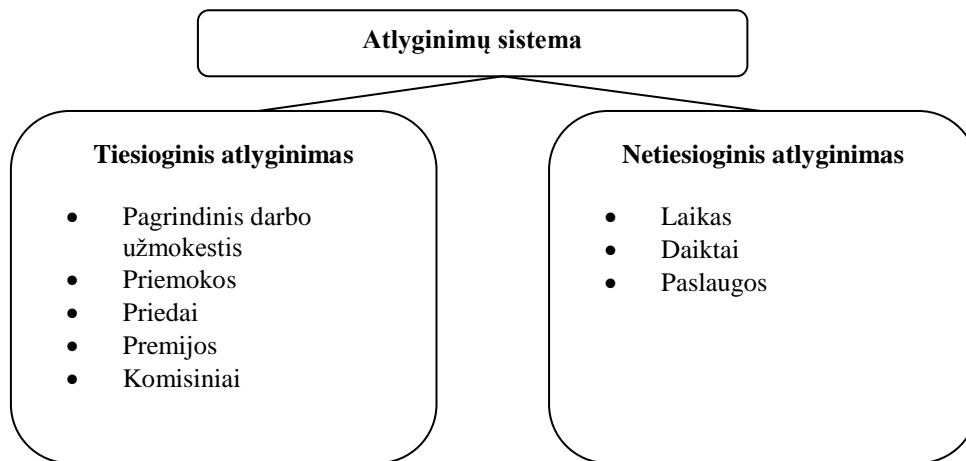 Atlyginimų sistema
Tiesioginis atlyginimas
• Pagrindinis darbo
užmokestis
• Priemokos
• Priedai
• Premijos
• Komisiniai
Netiesioginis atlyginimas
• Laikas
• Daiktai
• Paslaugos